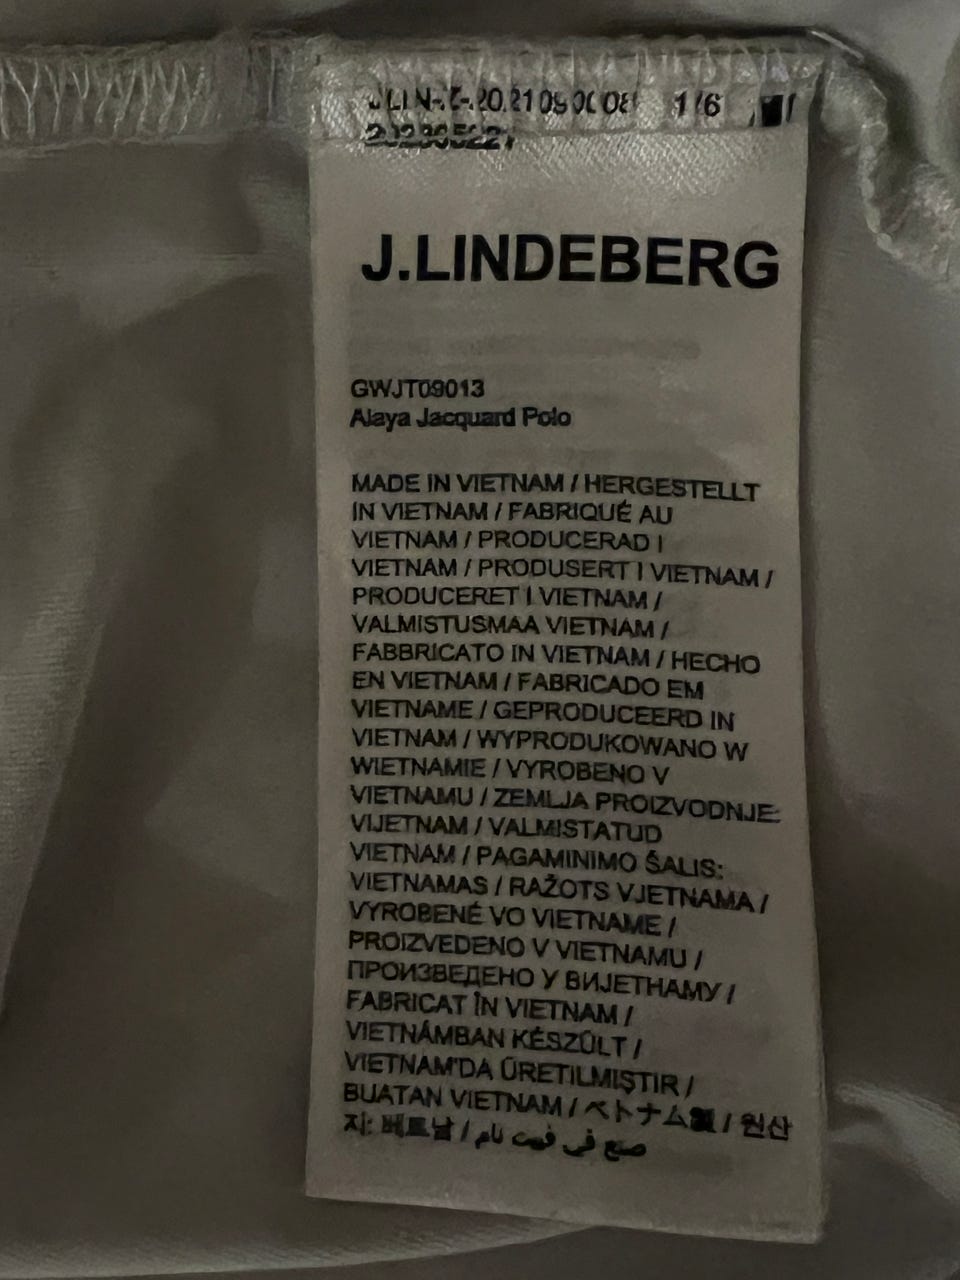 1/6
J.LINDEBERG
GWJT09013
Alaya Jacquard Polo
MADE IN VIETNAM / HERGESTELLT
IN VIETNAM / FABRIQUÉ AU
VIETNAM / PRODUCERAD I
VIETNAM / PRODUSERT I VIETNAM /
PRODUCERET I VIETNAM /
VALMISTUSMAA VIETNAM /
FABBRICATO IN VIETNAM / HECHO
EN VIETNAM / FABRICADO EM
VIETNAME / GEPRODUCEERD IN
VIETNAM / WYPRODUKOWANO W
WIETNAMIE / VYROBENO V
VIETNAMU / ZEMLJA PROIZVODNJE:
VIJETNAM / VALMISTATUD
VIETNAM / PAGAMINIMO ŠALIS:
VIETNAMAS / RAŽOTS VJETNAMA /
VYROBENÉ VO VIETNAME /
PROIZVEDENO V VIETNAMU /
ПРОИЗВЕДЕНО У ВИЈЕТНАМУ /
FABRICAT ÎN VIETNAM /
VIETNÁMBAN KÉSZÜLT /
VIETNAM'DA ÜRETILMIŞTIR /
BUATAN VIETNAM / ベトナム製 / 원산
지: 베트남 / صنع في فييت نام